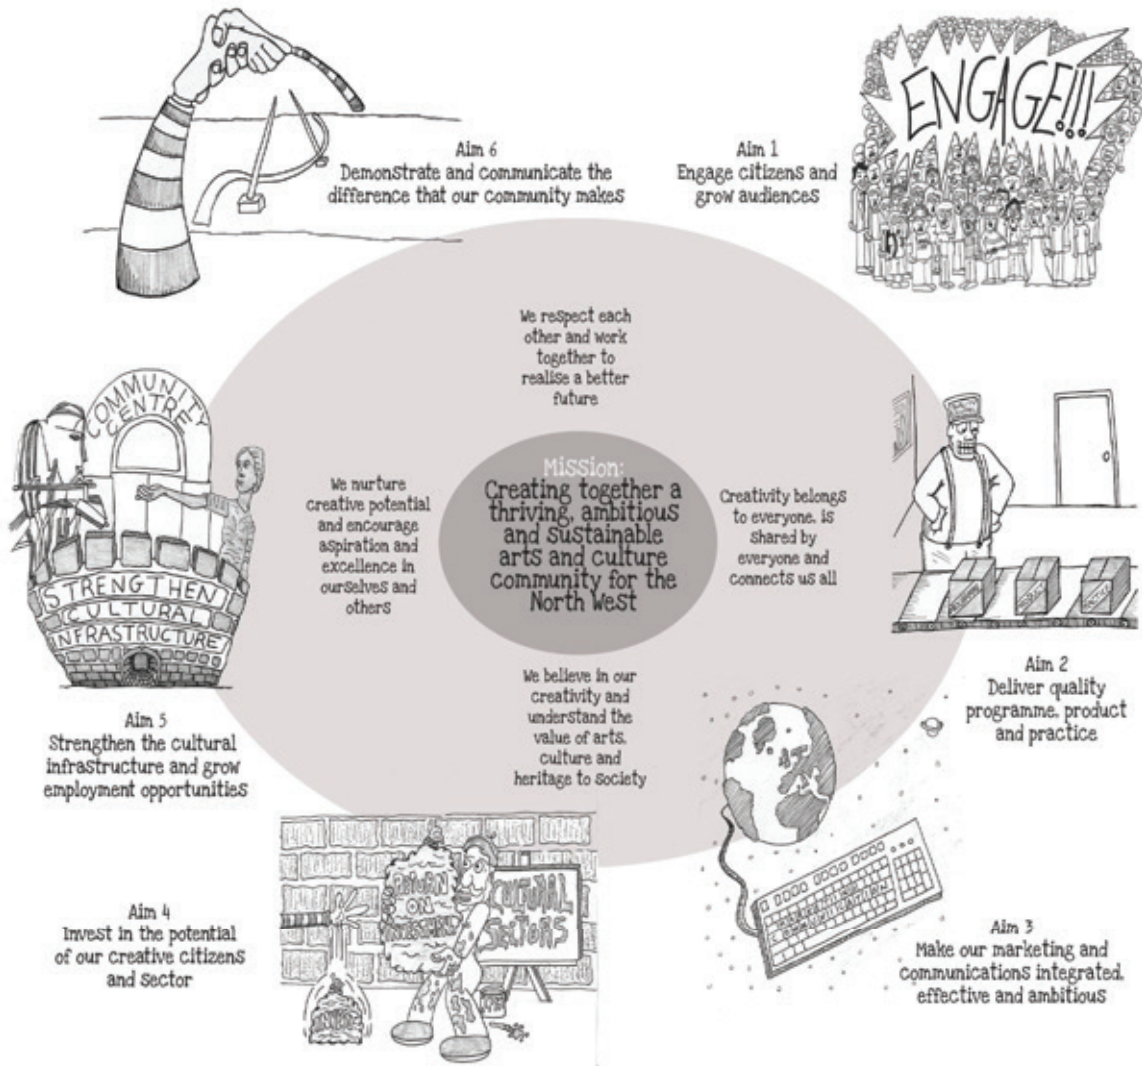 Aim 6
Demonstrate and communicate the
difference that our community makes
Aim 1
Engage citizens and
grow audiences
ENGAGE!!!
We respect each
other and work
together to
realise a better
future
COMMUNITY
CENTRE
STRENGTHEN
CULTURAL
INFRASTRUCTURE
We nurture
creative potential
and encourage
aspiration and
excellence in
ourselves and
others
Mission:
Creating together a
thriving, ambitious
and sustainable
arts and culture
community for the
North West
Creativity belongs
to everyone, is
shared by
everyone and
connects us all
We believe in our
creativity and
understand the
value of arts,
culture and
heritage to society
Aim 2
Deliver quality
programme, product
and practice
Aim 5
Strengthen the cultural
infrastructure and grow
employment opportunities
RETURN
ON
CULTURAL
SECTORS
Aim 4
Invest in the potential
of our creative citizens
and sector
Aim 3
Make our marketing and
communications integrated,
effective and ambitious